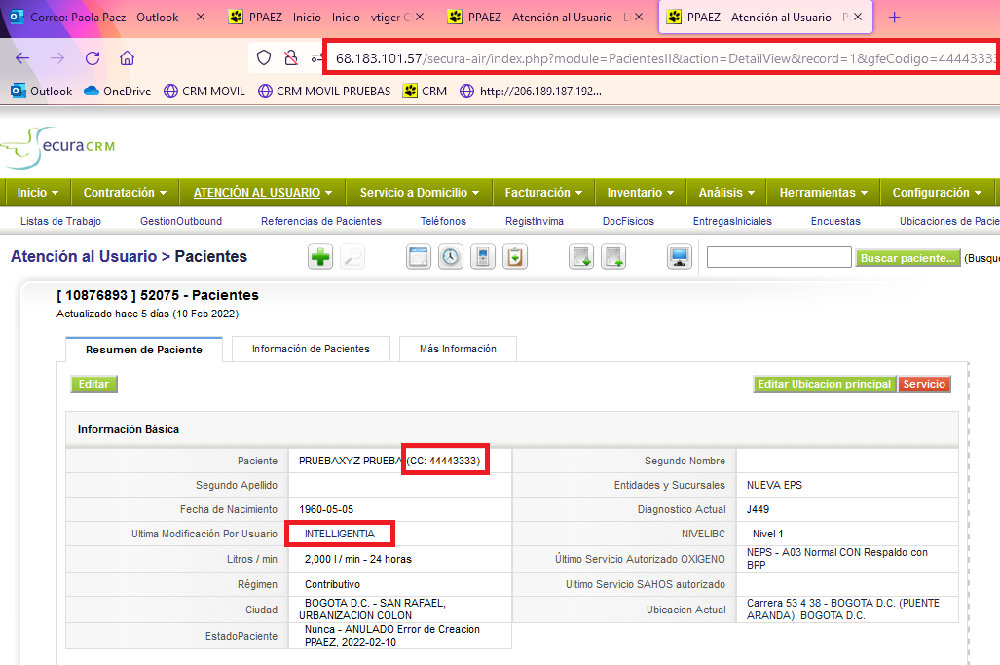 Correo: Paola Paez - Outlook
PPAEZ - Inicio - Inicio - vtiger C
PPAEZ - Atención al Usuario - Li
PPAEZ - Atención al Usuario - P
68.183.101.57/secura-air/index.php?module=PacientesII&action=DetailView&record=1&gfeCodigo=44443333
Outlook
OneDrive
CRM MOVIL
CRM MOVIL PRUEBAS
CRM
http://206.189.187.192...
ecuraCRM
Inicio
Contratación
ATENCIÓN AL USUARIO
Servicio a Domicilio
Facturación
Inventario
Análisis
Herramientas
Configuración
Listas de Trabajo
GestionOutbound
Referencias de Pacientes
Teléfonos
RegistInvima
DocFisicos
EntregasIniciales
Encuestas
Ubicaciones de Pacie
Atención al Usuario > Pacientes
Buscar paciente...
(Busque
[ 10876893 ] 52075 - Pacientes
Actualizado hace 5 días (10 Feb 2022)
Resumen de Paciente
Información de Pacientes
Más Información
Editar
Editar Ubicacion principal
Servicio
Información Básica
Paciente
PRUEBAXYZ PRUEBA (CC: 44443333)
Segundo Nombre
Segundo Apellido
Entidades y Sucursales
NUEVA EPS
Fecha de Nacimiento
1960-05-05
Diagnostico Actual
J449
Ultima Modificación Por Usuario
INTELLIGENTIA
NIVELIBC
Nivel 1
Litros / min
2,000 l / min - 24 horas
Último Servicio Autorizado OXIGENO
NEPS - A03 Normal CON Respaldo con
BPP
Régimen
Contributivo
Ultimo Servicio SAHOS autorizado
Ciudad
BOGOTA D.C. - SAN RAFAEL,
URBANIZACION COLON
Ubicacion Actual
Carrera 53 4 38 - BOGOTA D.C. (PUENTE
ARANDA), BOGOTA D.C.
EstadoPaciente
Nunca - ANULADO Error de Creacion
PPAEZ, 2022-02-10